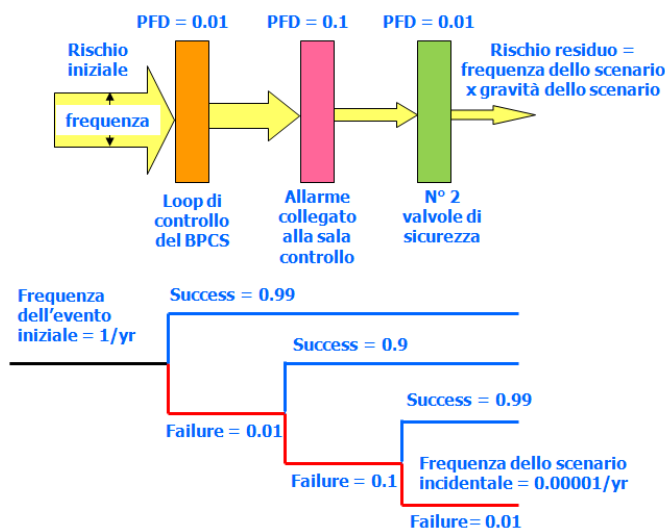 PFD = 0.01
PFD = 0.1
PFD = 0.01
Rischio
iniziale
frequenza
Rischio residuo =
frequenza dello scenario
x gravità dello scenario
Loop di
controllo
del BPCS
Allarme
collegato
alla sala
controllo
N° 2
valvole di
sicurezza
Frequenza
dell'evento
iniziale = 1/yr
Success = 0.99
Success = 0.9
Success = 0.99
Failure = 0.01
Failure = 0.1
Frequenza dello scenario
incidentale = 0.00001/yr
Failure = 0.01